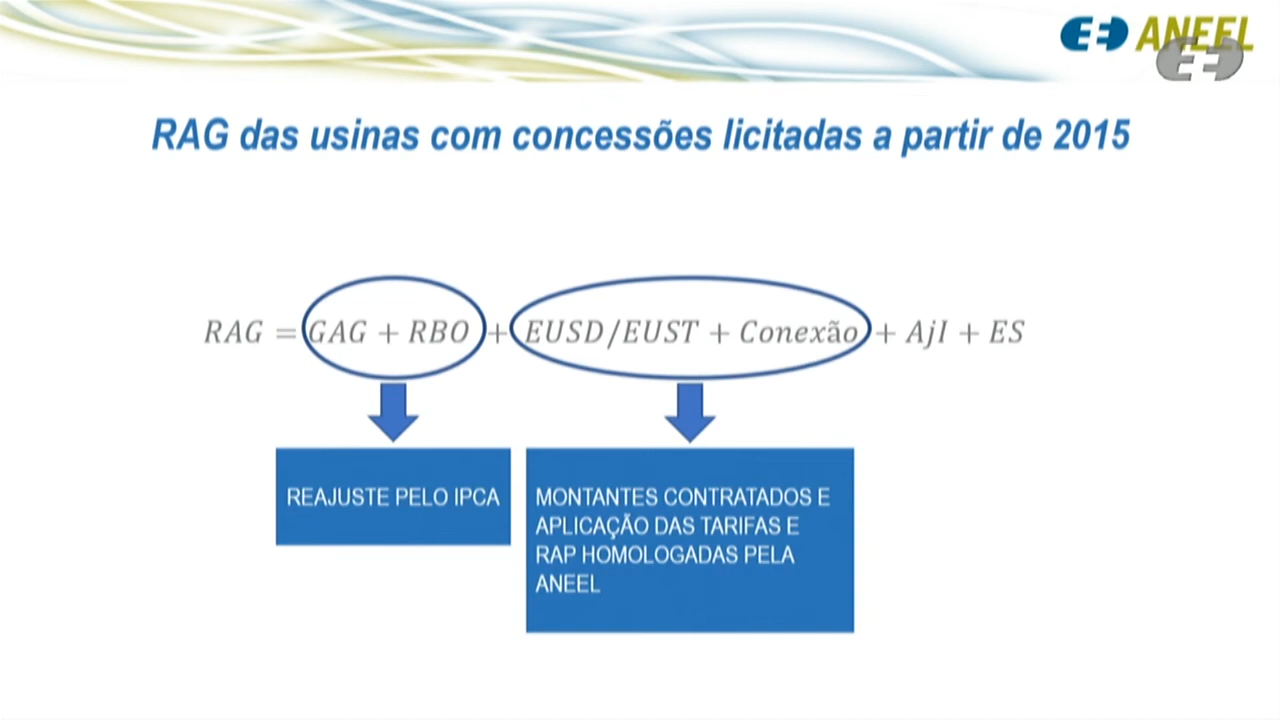 ANEEL
RAG das usinas com concessões licitadas a partir de 2015
RAG = GAG + RBO + EUSD/EUST + Conexão + AjI + ES
REAJUSTE PELO IPCA
MONTANTES CONTRATADOS E
APLICAÇÃO DAS TARIFAS E
RAP HOMOLOGADAS PELA
ANEEL